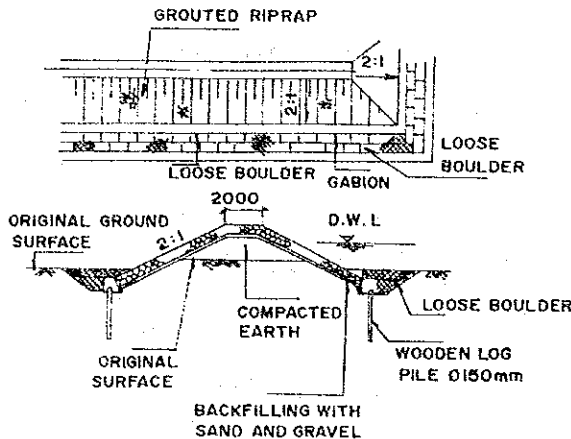 GROUTED RIPRAP
2:1
2:1
LOOSE BOULDER
GABION
LOOSE
BOULDER
2000
D.W.L
ORIGINAL GROUND
SURFACE
2:1
LOOSE BOULDER
COMPACTED
EARTH
ORIGINAL
SURFACE
WOODEN LOG
PILE Ø150mm
BACKFILLING WITH
SAND AND GRAVEL